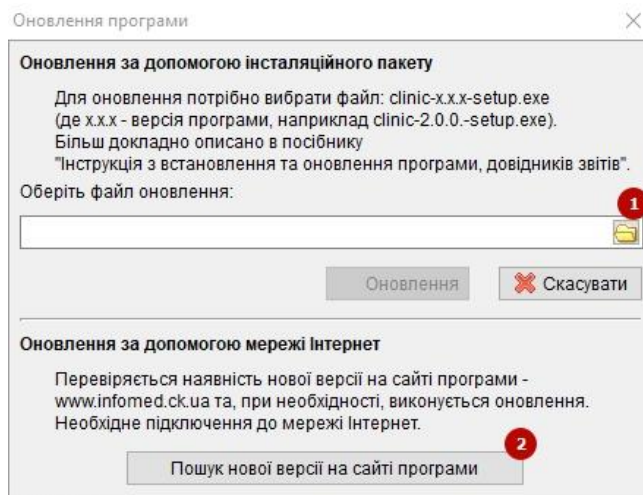 Оновлення програми
Оновлення за допомогою інсталяційного пакету
Для оновлення потрібно вибрати файл: clinic-x.x.x-setup.exe
(де x.x.x - версія програми, наприклад clinic-2.0.0.-setup.exe).
Більш докладно описано в посібнику
"Інструкція з встановлення та оновлення програми, довідників звітів".
Оберіть файл оновлення:
1
Оновлення
Скасувати
Оновлення за допомогою мережі Інтернет
Перевіряється наявність нової версії на сайті програми -
www.infomed.ck.ua та, при необхідності, виконується оновлення.
Необхідне підключення до мережі Інтернет.
2
Пошук нової версії на сайті програми